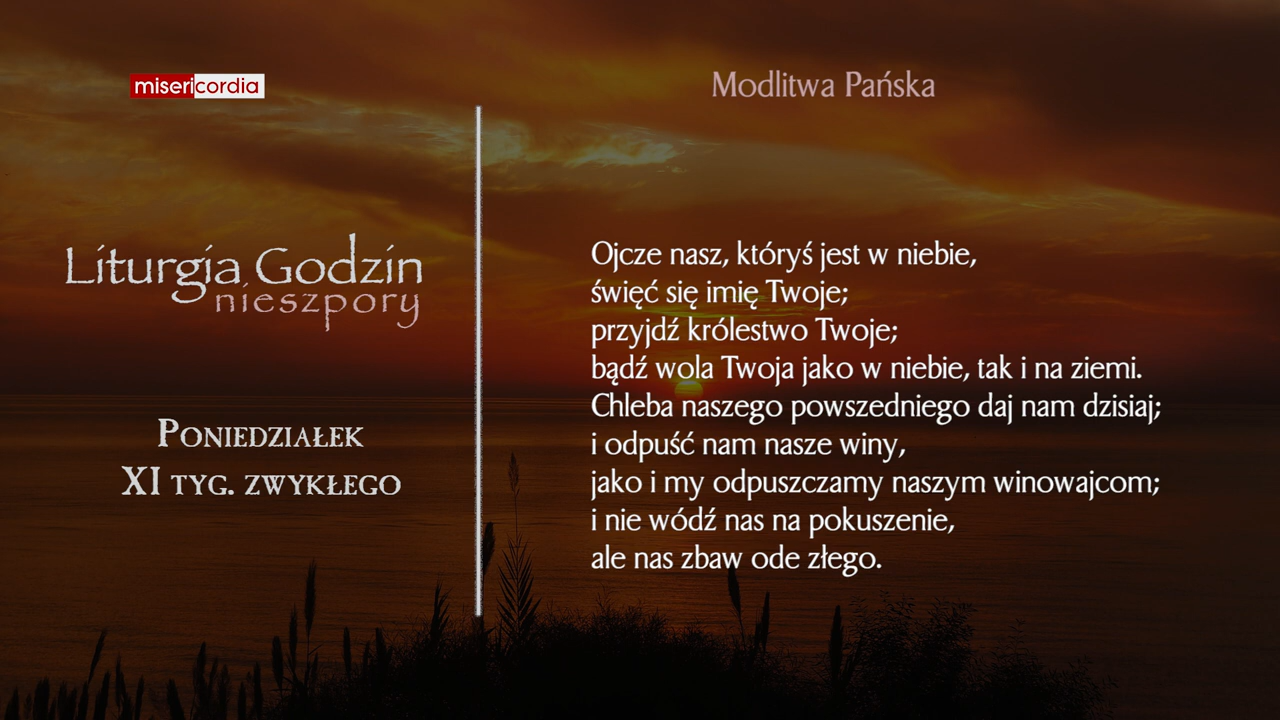 misericordia
Liturgia Godzin
nieszpory
Poniedziałek
XI tyg. zwykłego
Modlitwa Pańska
Ojcze nasz, któryś jest w niebie,
święć się imię Twoje;
przyjdź królestwo Twoje;
bądź wola Twoja jako w niebie, tak i na ziemi.
Chleba naszego powszedniego daj nam dzisiaj;
i odpuść nam nasze winy,
jako i my odpuszczamy naszym winowajcom;
i nie wódź nas na pokuszenie,
ale nas zbaw ode złego.